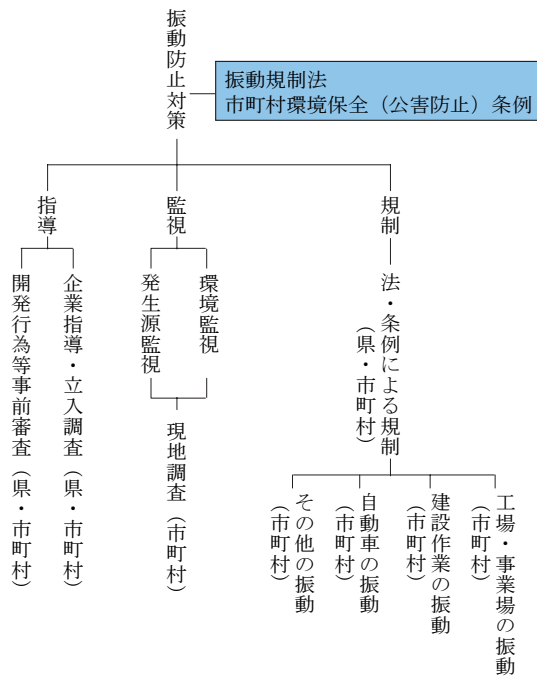 振動防止対策
振動規制法
市町村環境保全（公害防止）条例
規制
法・条例による規制
（県・市町村）
工場・事業場の振動
（市町村）
建設作業の振動
（市町村）
自動車の振動
（市町村）
その他の振動
（市町村）
監視
環境監視
発生源監視
現地調査（市町村）
指導
企業指導・立入調査（県・市町村）
開発行為等事前審査（県・市町村）